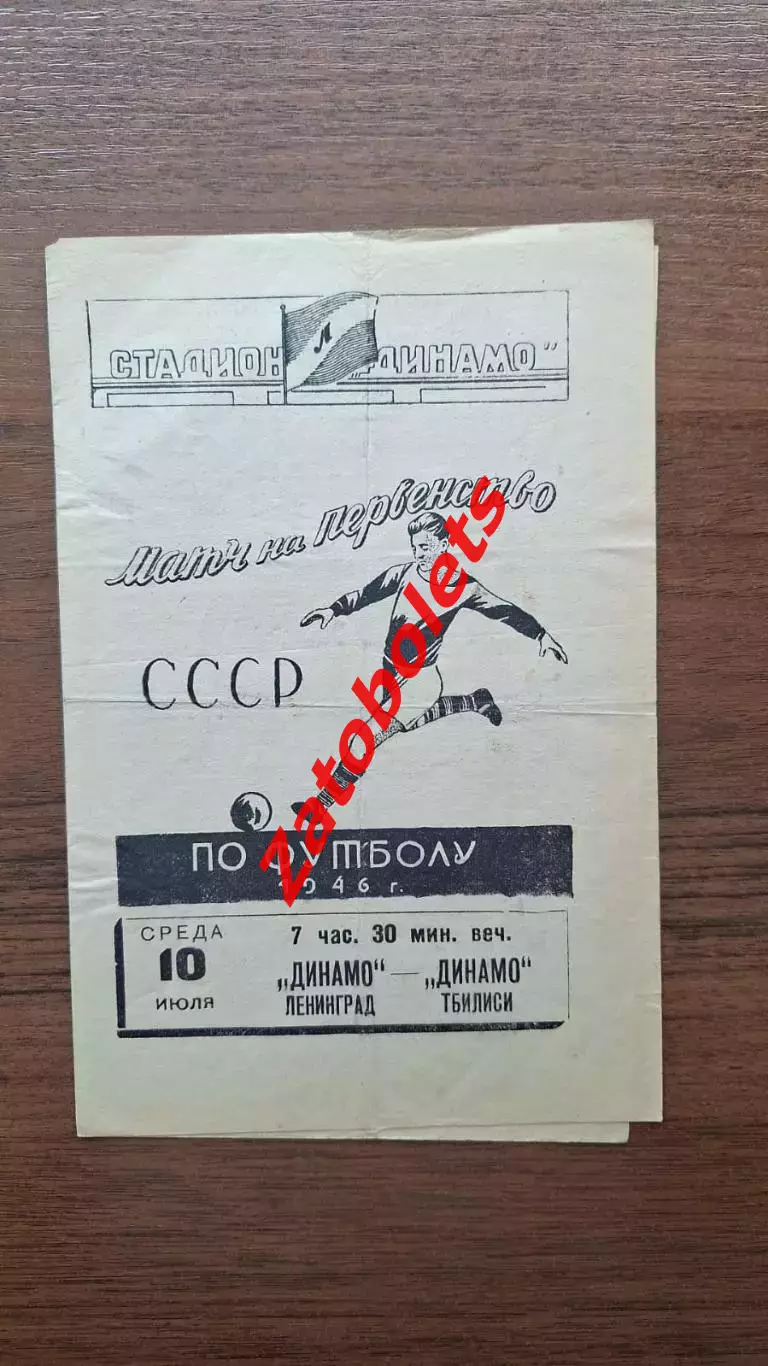 Л
СТАДИОН „ДИНАМО"
Матч на первенство
СССР
ПО ФУТБОЛУ
1946 г.
СРЕДА
10
ИЮЛЯ
7 час. 30 мин. веч.
„ДИНАМО" — „ДИНАМО"
ЛЕНИНГРАД ТБИЛИСИ
Zatobolets